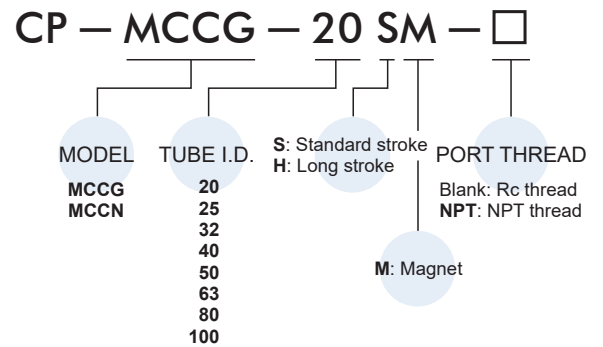 CP — MCCG — 20 SM — □
MODEL
MCCG
MCCN
TUBE I.D.
20
25
32
40
50
63
80
100
S: Standard stroke
H: Long stroke
M: Magnet
PORT THREAD
Blank: Rc thread
NPT: NPT thread